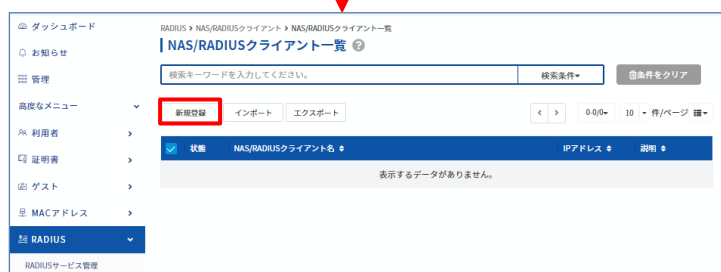 ダッシュボード
お知らせ
管理
高度なメニュー
利用者
証明書
ゲスト
MACアドレス
RADIUS
RADIUSサービス管理
RADIUS > NAS/RADIUSクライアント > NAS/RADIUSクライアント一覧
NAS/RADIUSクライアント一覧 ?
検索キーワードを入力してください。 検索条件 条件をクリア
新規登録 インポート エクスポート < > 0-0/0 10 件/ページ
状態 NAS/RADIUSクライアント名 IPアドレス 説明
表示するデータがありません。